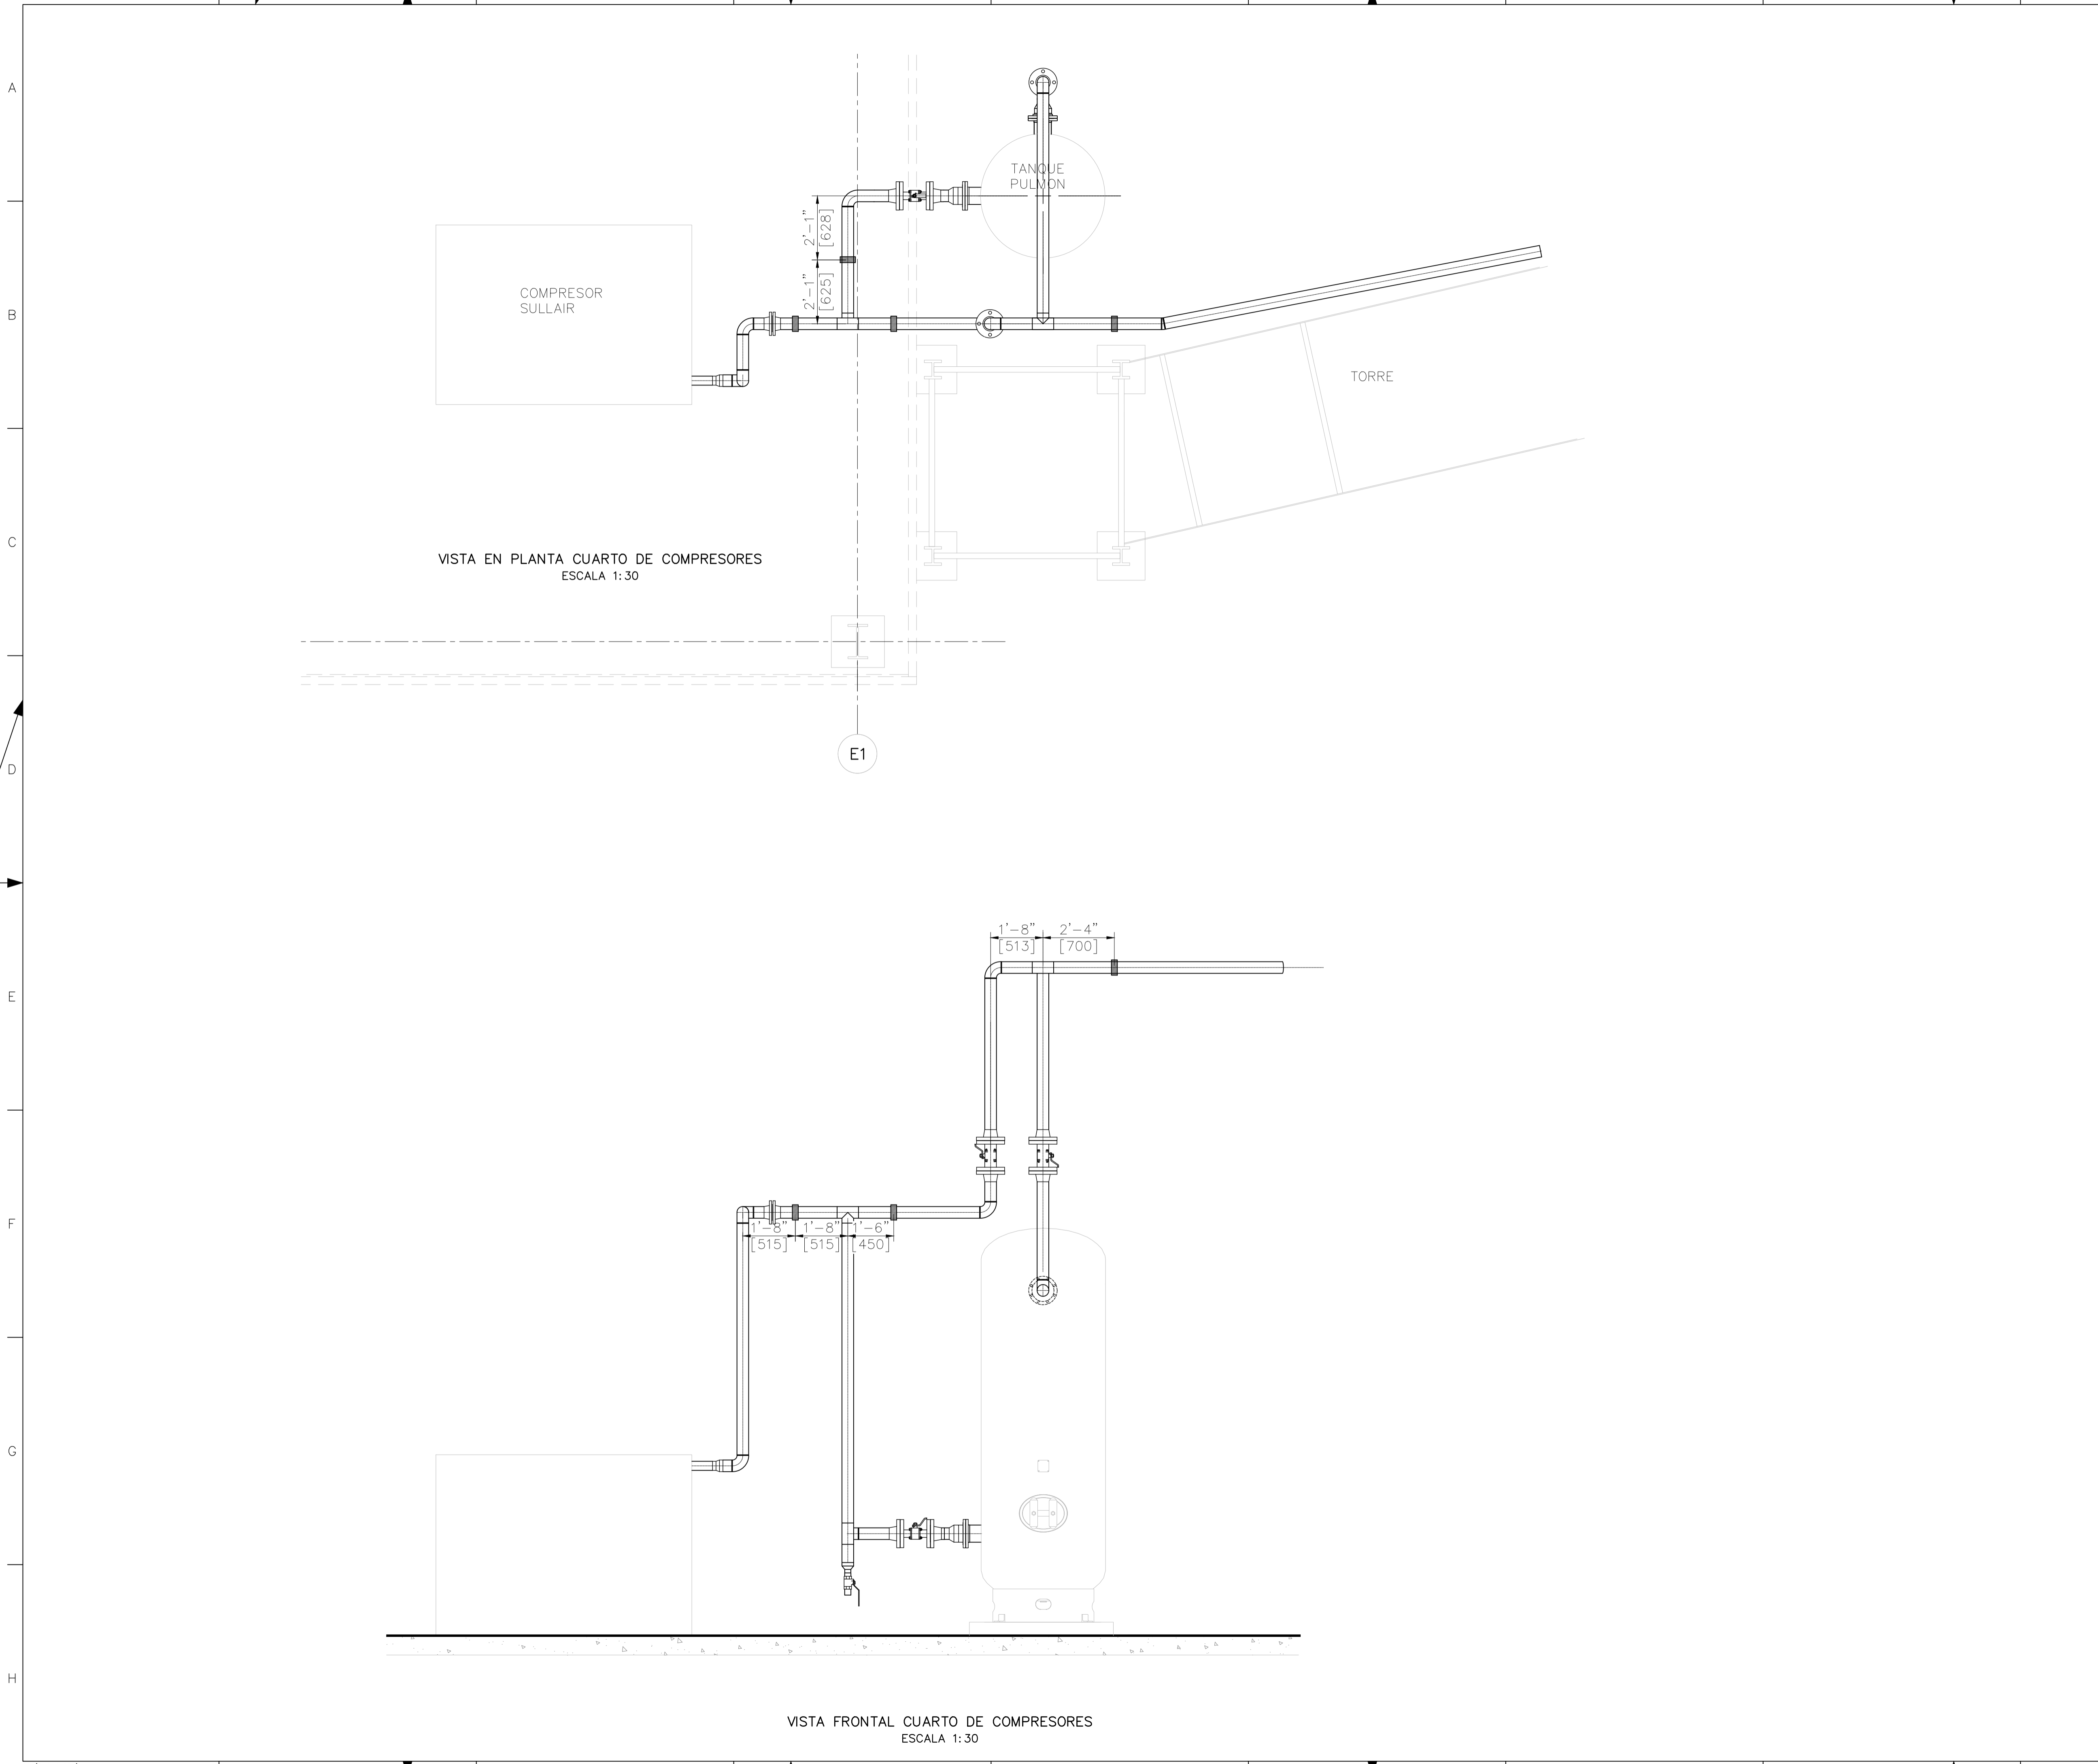 A
TANQUE
PULMON
2'-1"
[628]
COMPRESOR
SULLAIR
2'-1"
[625]
B
TORRE
C
VISTA EN PLANTA CUARTO DE COMPRESORES
ESCALA 1:30
E1
D
1'-8"
[513]
2'-4"
[700]
E
F
1'-8"
[515]
1'-8"
[515]
1'-6"
[450]
G
H
VISTA FRONTAL CUARTO DE COMPRESORES
ESCALA 1:30